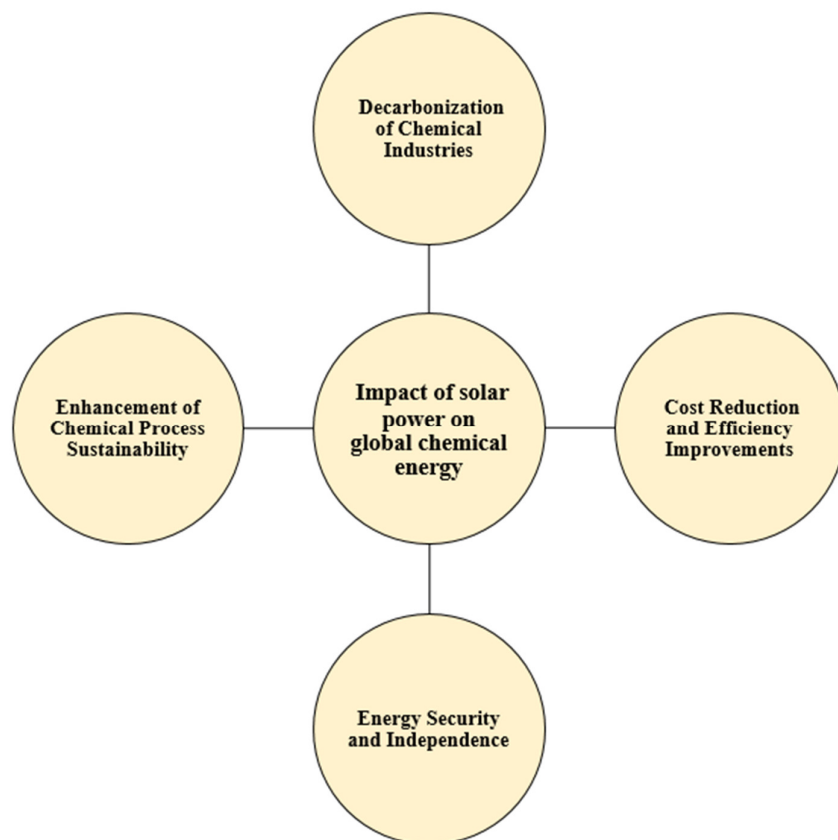 Decarbonization
of Chemical
Industries
Enhancement of
Chemical Process
Sustainability
Impact of solar
power on
global chemical
energy
Cost Reduction
and Efficiency
Improvements
Energy Security
and Independence